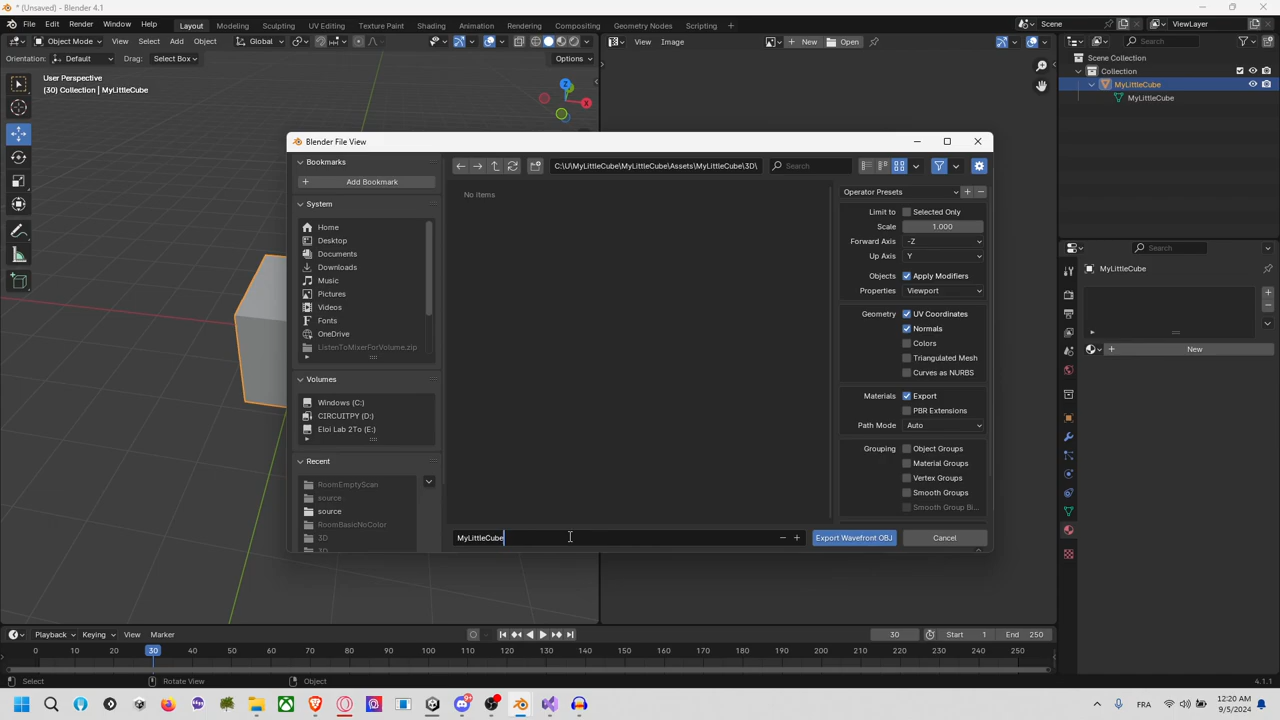 * (Unsaved) - Blender 4.1
File Edit Render Window Help Layout Modeling Sculpting UV Editing Texture Paint Shading Animation Rendering Compositing Geometry Nodes Scripting + Scene ViewLayer
Object Mode View Select Add Object Global View Image + New Open Search
Orientation: Default Drag: Select Box Options
User Perspective
(30) Collection | MyLittleCube
Z
X
Scene Collection
Collection
MyLittleCube
MyLittleCube
Blender File View
Bookmarks
+ Add Bookmark
System
Home
Desktop
Documents
Downloads
Music
Pictures
Videos
Fonts
OneDrive
ListenToMixerForVolume.zip
Volumes
Windows (C:)
CIRCUITPY (D:)
Eloi Lab 2To (E:)
Recent
RoomEmptyScan
source
source
RoomBasicNoColor
3D
3D
C:\U\MyLittleCube\MyLittleCube\Assets\MyLittleCube\3D\ Search
No items
MyLittleCube
Export Wavefront OBJ Cancel
Operator Presets
Limit to Selected Only
Scale 1.000
Forward Axis -Z
Up Axis Y
Objects Apply Modifiers
Properties Viewport
Geometry UV Coordinates
Normals
Colors
Triangulated Mesh
Curves as NURBS
Materials Export
PBR Extensions
Path Mode Auto
Grouping Object Groups
Material Groups
Vertex Groups
Smooth Groups
Smooth Group Bi...
Search
MyLittleCube
+ New
Playback Keying View Marker 30 Start 1 End 250
0 10 20 30 40 50 60 70 80 90 100 110 120 130 140 150 160 170 180 190 200 210 220 230 240 250
Select Rotate View Object 4.1.1
FRA
12:20 AM
9/5/2024